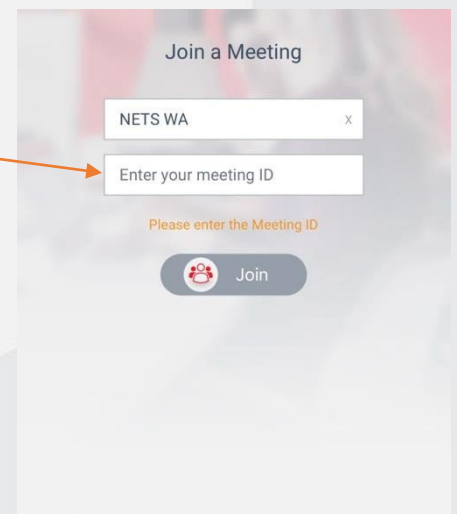 Join a Meeting
NETS WA x
Enter your meeting ID
Please enter the Meeting ID
Join